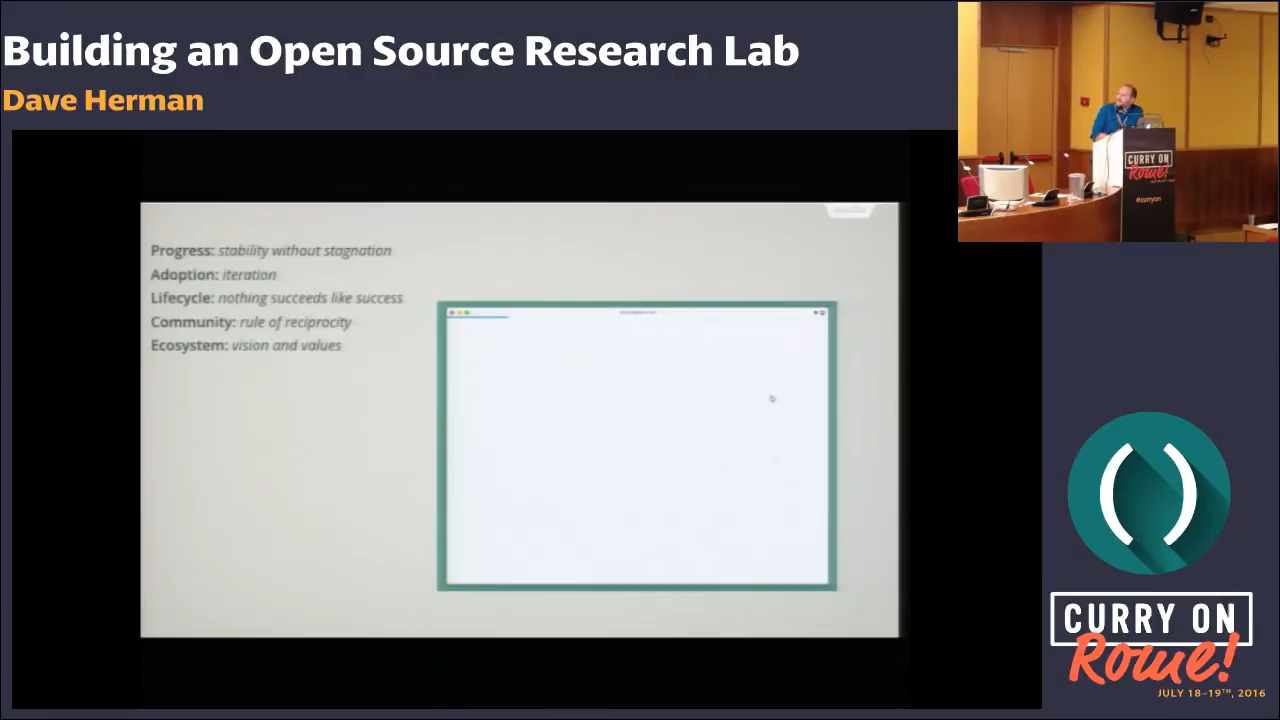 Building an Open Source Research Lab
Dave Herman
Progress: stability without stagnation
Adoption: iteration
Lifecycle: nothing succeeds like success
Community: rule of reciprocity
Ecosystem: vision and values
CURRY ON
Rome!
#curryon
( )
CURRY ON
Rome!
JULY 18-19TH, 2016